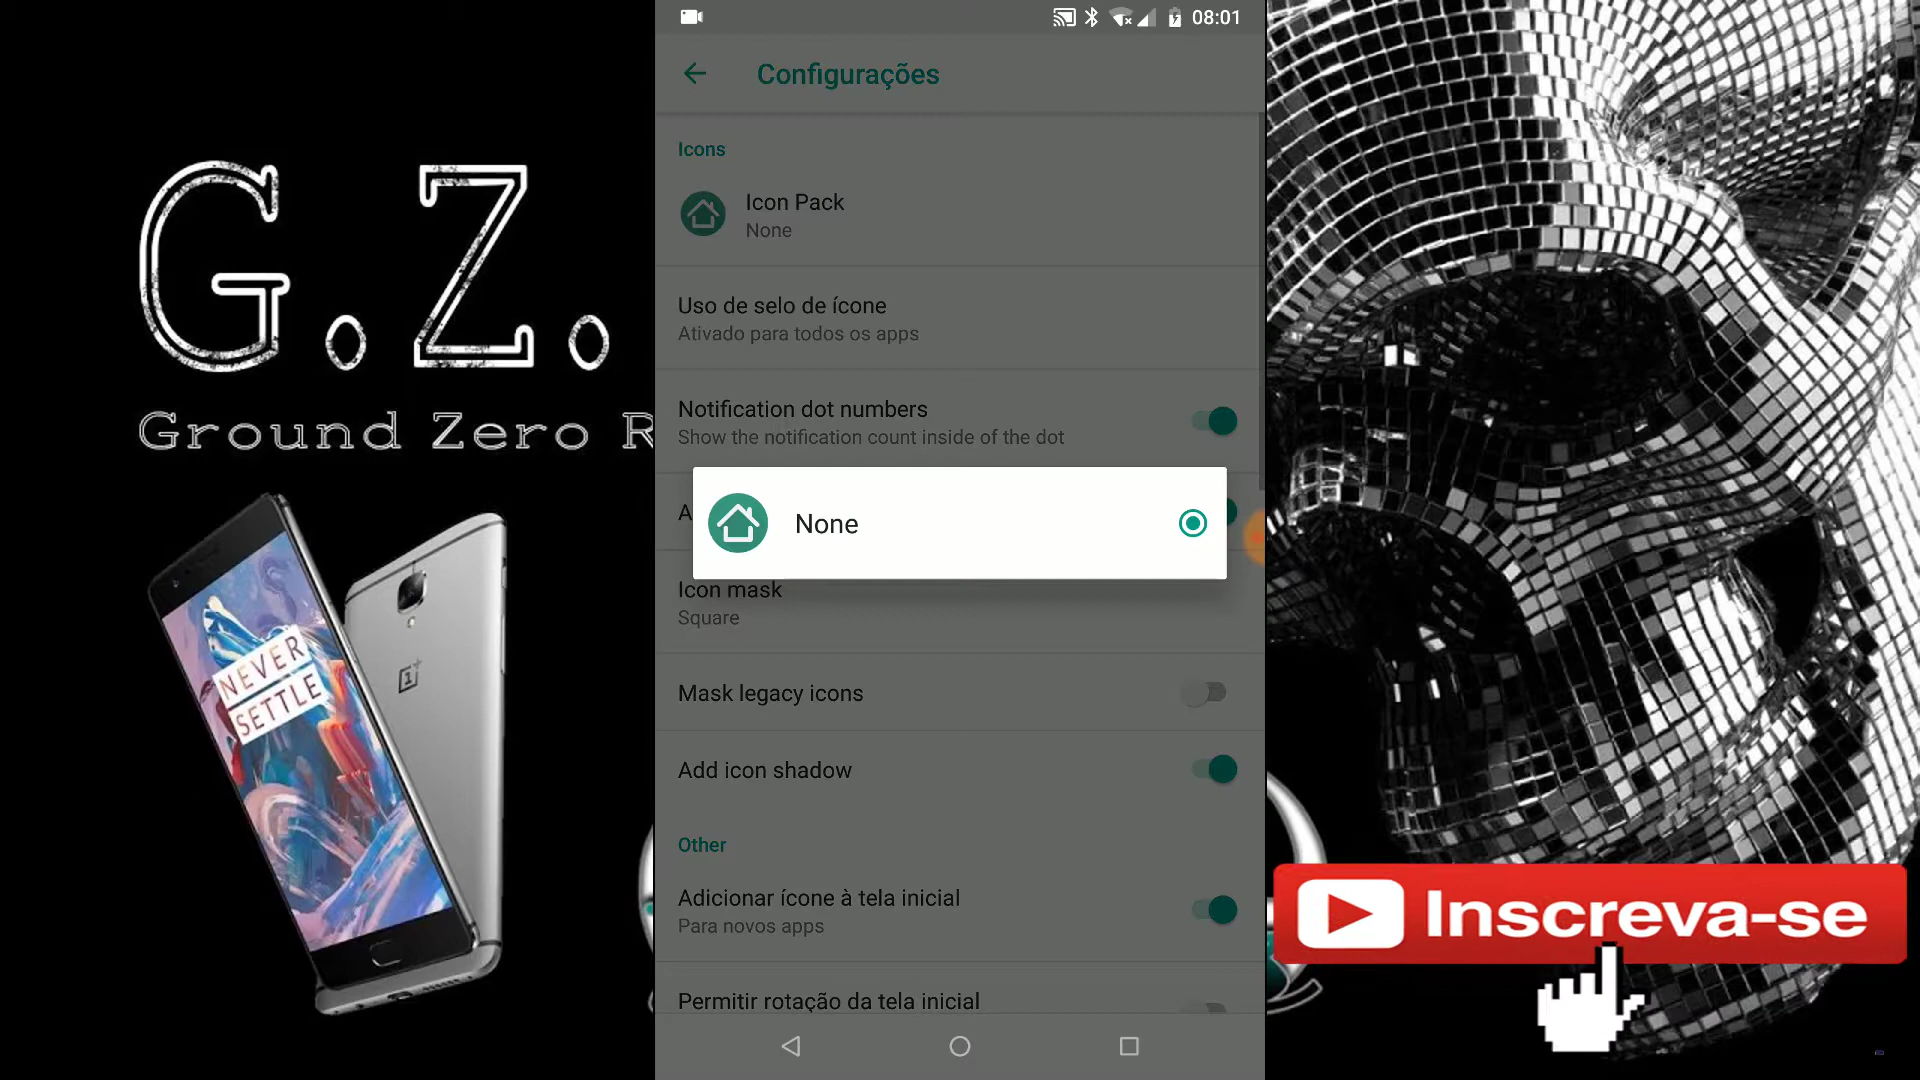 G.Z.
Ground Zero R
NEVER
SETTLE
08:01
Configurações
Icons
Icon Pack
None
Uso de selo de ícone
Ativado para todos os apps
Notification dot numbers
Show the notification count inside of the dot
A
None
Icon mask
Square
Mask legacy icons
Add icon shadow
Other
Adicionar ícone à tela inicial
Para novos apps
Permitir rotação da tela inicial
Inscreva-se